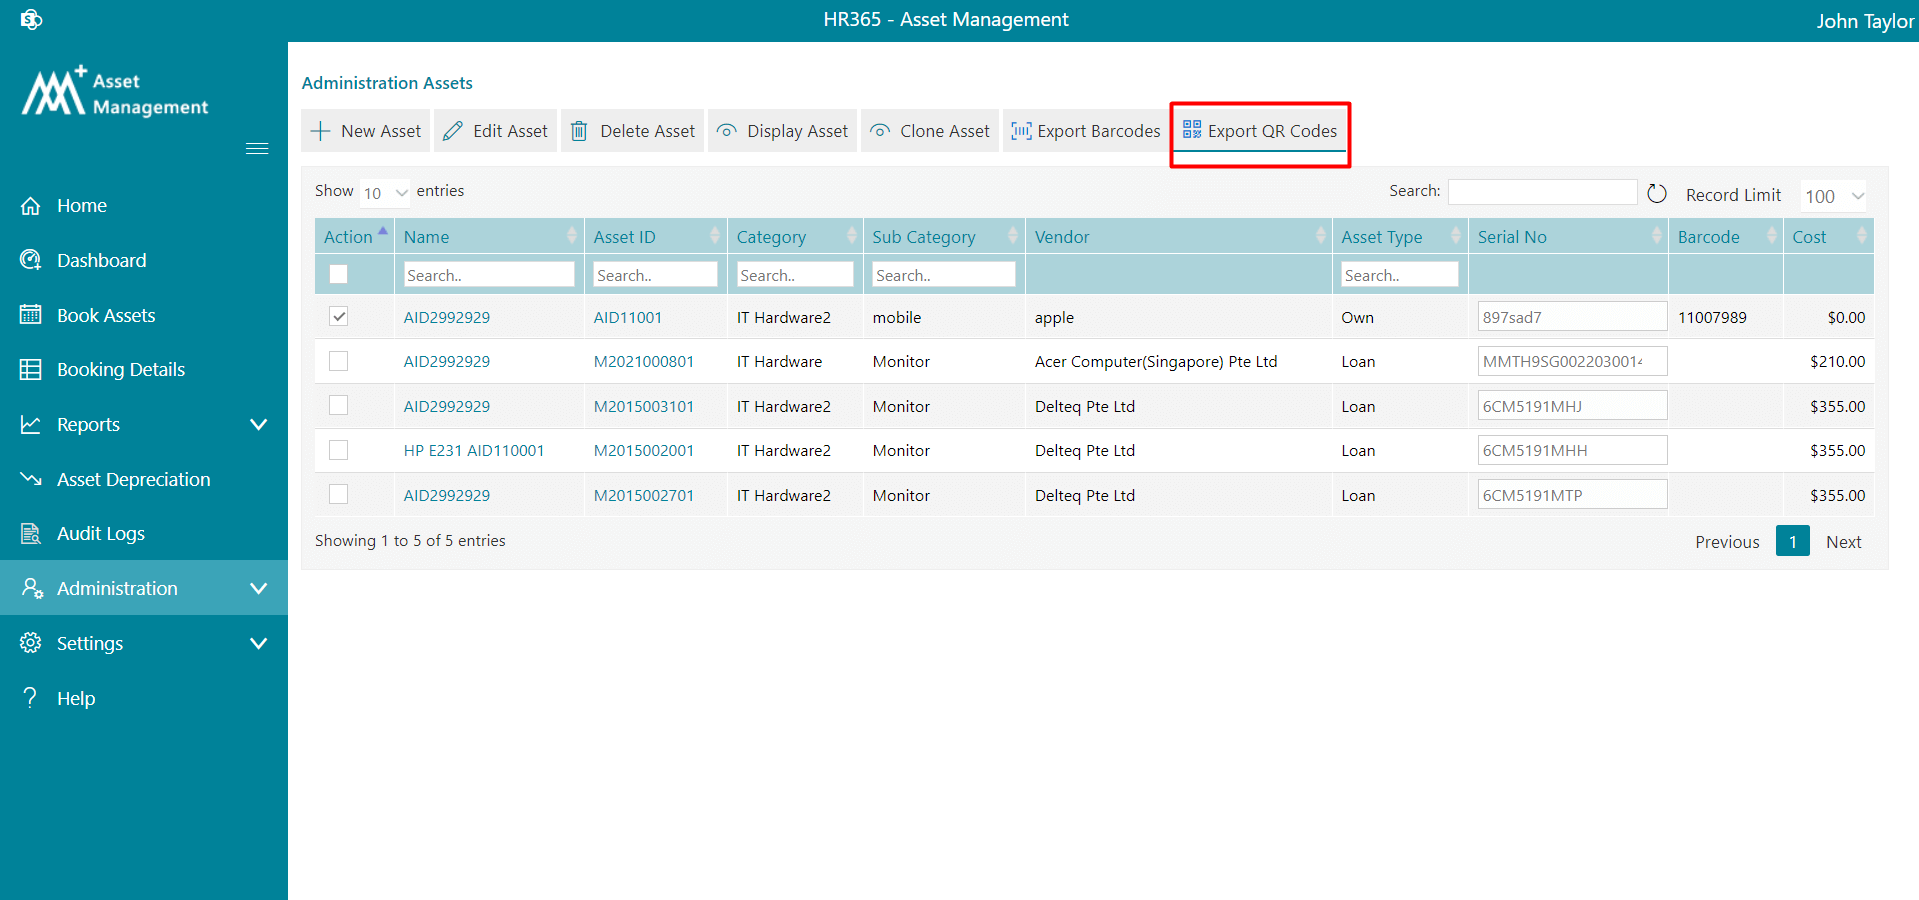 HR365 - Asset Management
John Taylor
Asset
Management
Home
Dashboard
Book Assets
Booking Details
Reports
Asset Depreciation
Audit Logs
Administration
Settings
? Help
Administration Assets
New Asset Edit Asset Delete Asset Display Asset Clone Asset Export Barcodes Export QR Codes
Show 10 entries Search: Record Limit 100
Action Name Asset ID Category Sub Category Vendor Asset Type Serial No Barcode Cost
Search.. Search.. Search.. Search.. Search..
AID2992929 AID11001 IT Hardware2 mobile apple Own 897sad7 11007989 $0.00
AID2992929 M2021000801 IT Hardware Monitor Acer Computer(Singapore) Pte Ltd Loan MMTH9SG0022030014 $210.00
AID2992929 M2015003101 IT Hardware2 Monitor Delteq Pte Ltd Loan 6CM5191MHJ $355.00
HP E231 AID110001 M2015002001 IT Hardware2 Monitor Delteq Pte Ltd Loan 6CM5191MHH $355.00
AID2992929 M2015002701 IT Hardware2 Monitor Delteq Pte Ltd Loan 6CM5191MTP $355.00
Showing 1 to 5 of 5 entries
Previous 1 Next